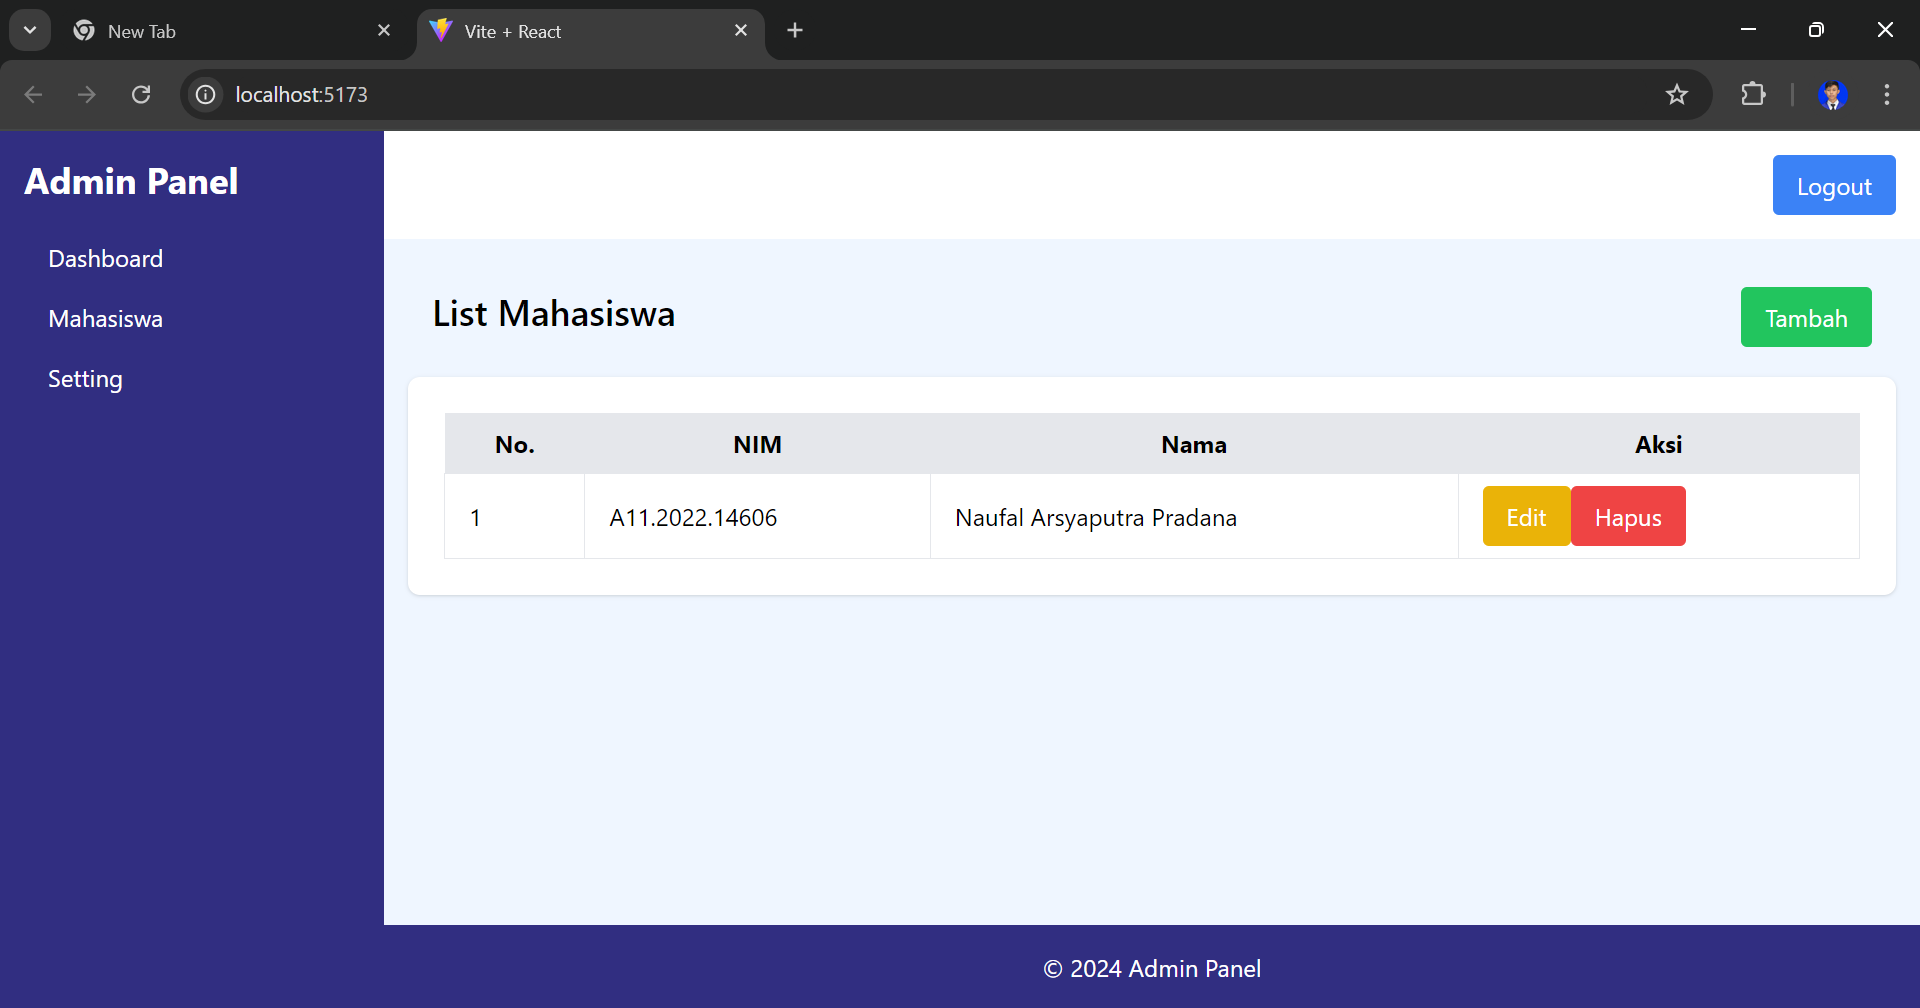 New Tab
Vite + React
localhost:5173
Admin Panel
Logout
Dashboard
Mahasiswa
Setting
List Mahasiswa
Tambah
No. NIM Nama Aksi
1 A11.2022.14606 Naufal Arsyaputra Pradana Edit Hapus
© 2024 Admin Panel